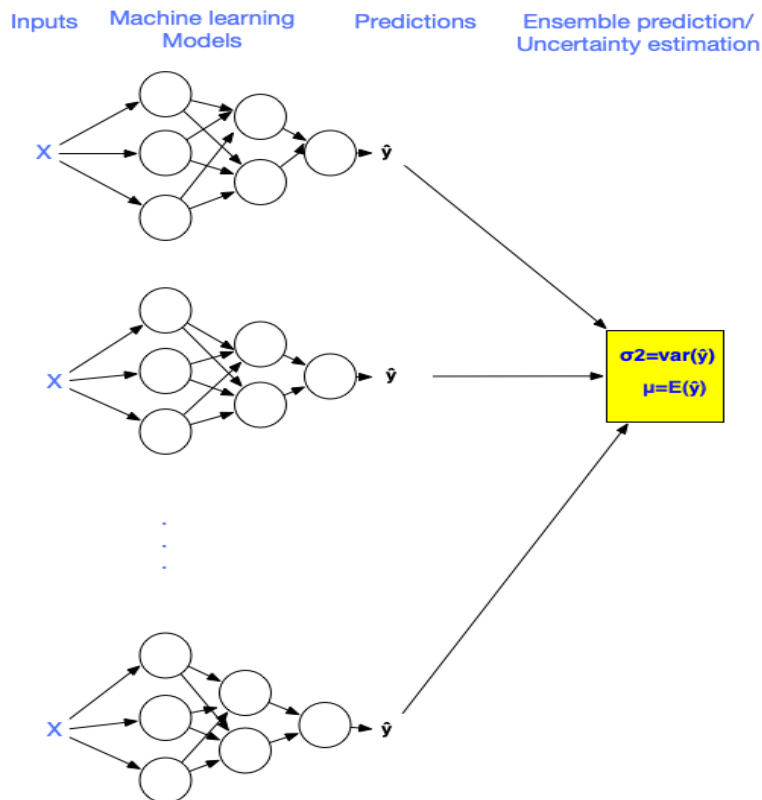 Inputs
Machine learning
Models
Predictions
Ensemble prediction/
Uncertainty estimation
X
ŷ
X
ŷ
σ2=var(ŷ)
μ=E(ŷ)
.
.
.
X
ŷ